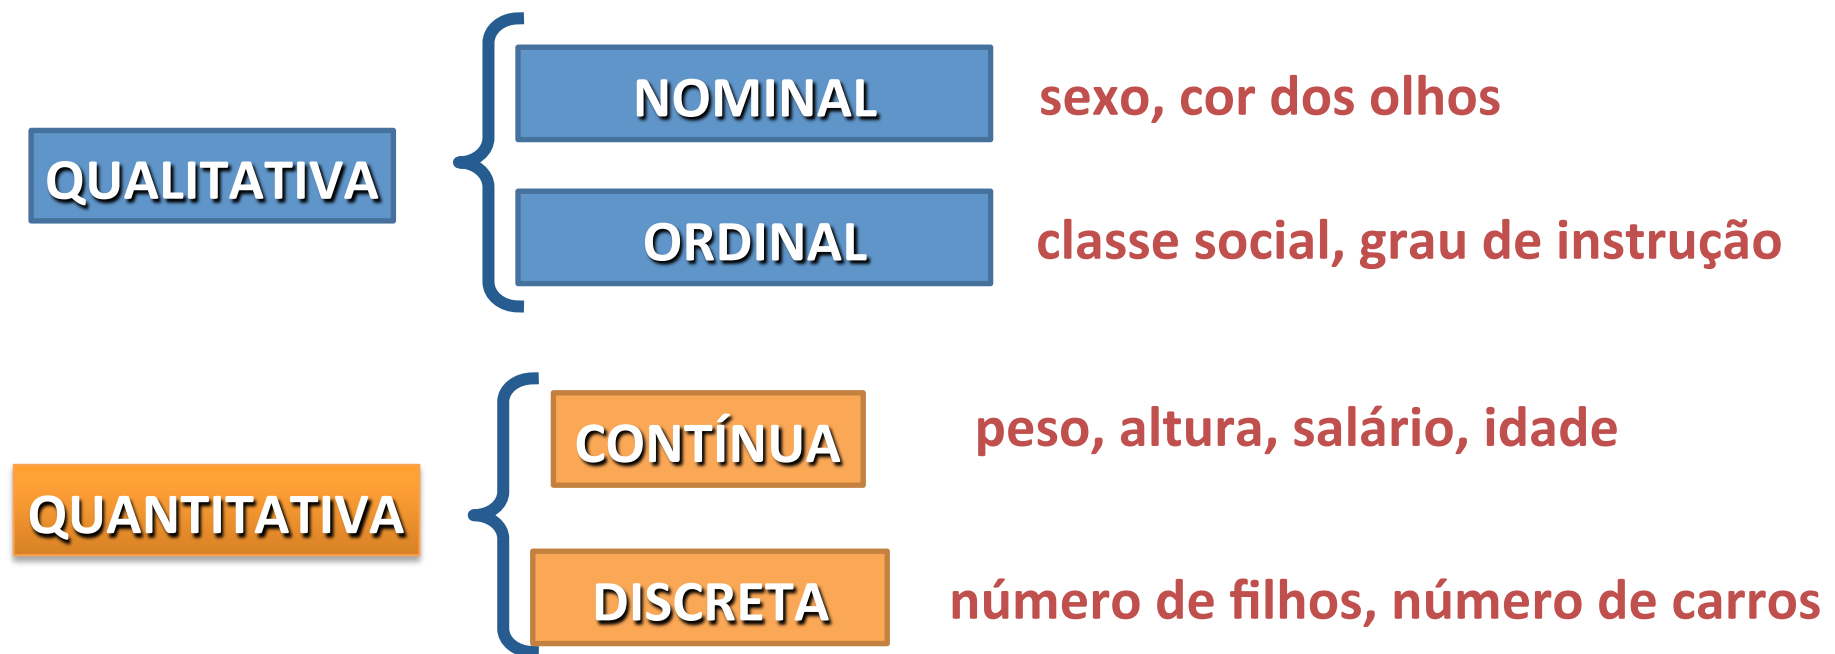 NOMINAL
sexo, cor dos olhos
QUALITATIVA
ORDINAL
classe social, grau de instrução
CONTÍNUA
peso, altura, salário, idade
QUANTITATIVA
DISCRETA
número de filhos, número de carros